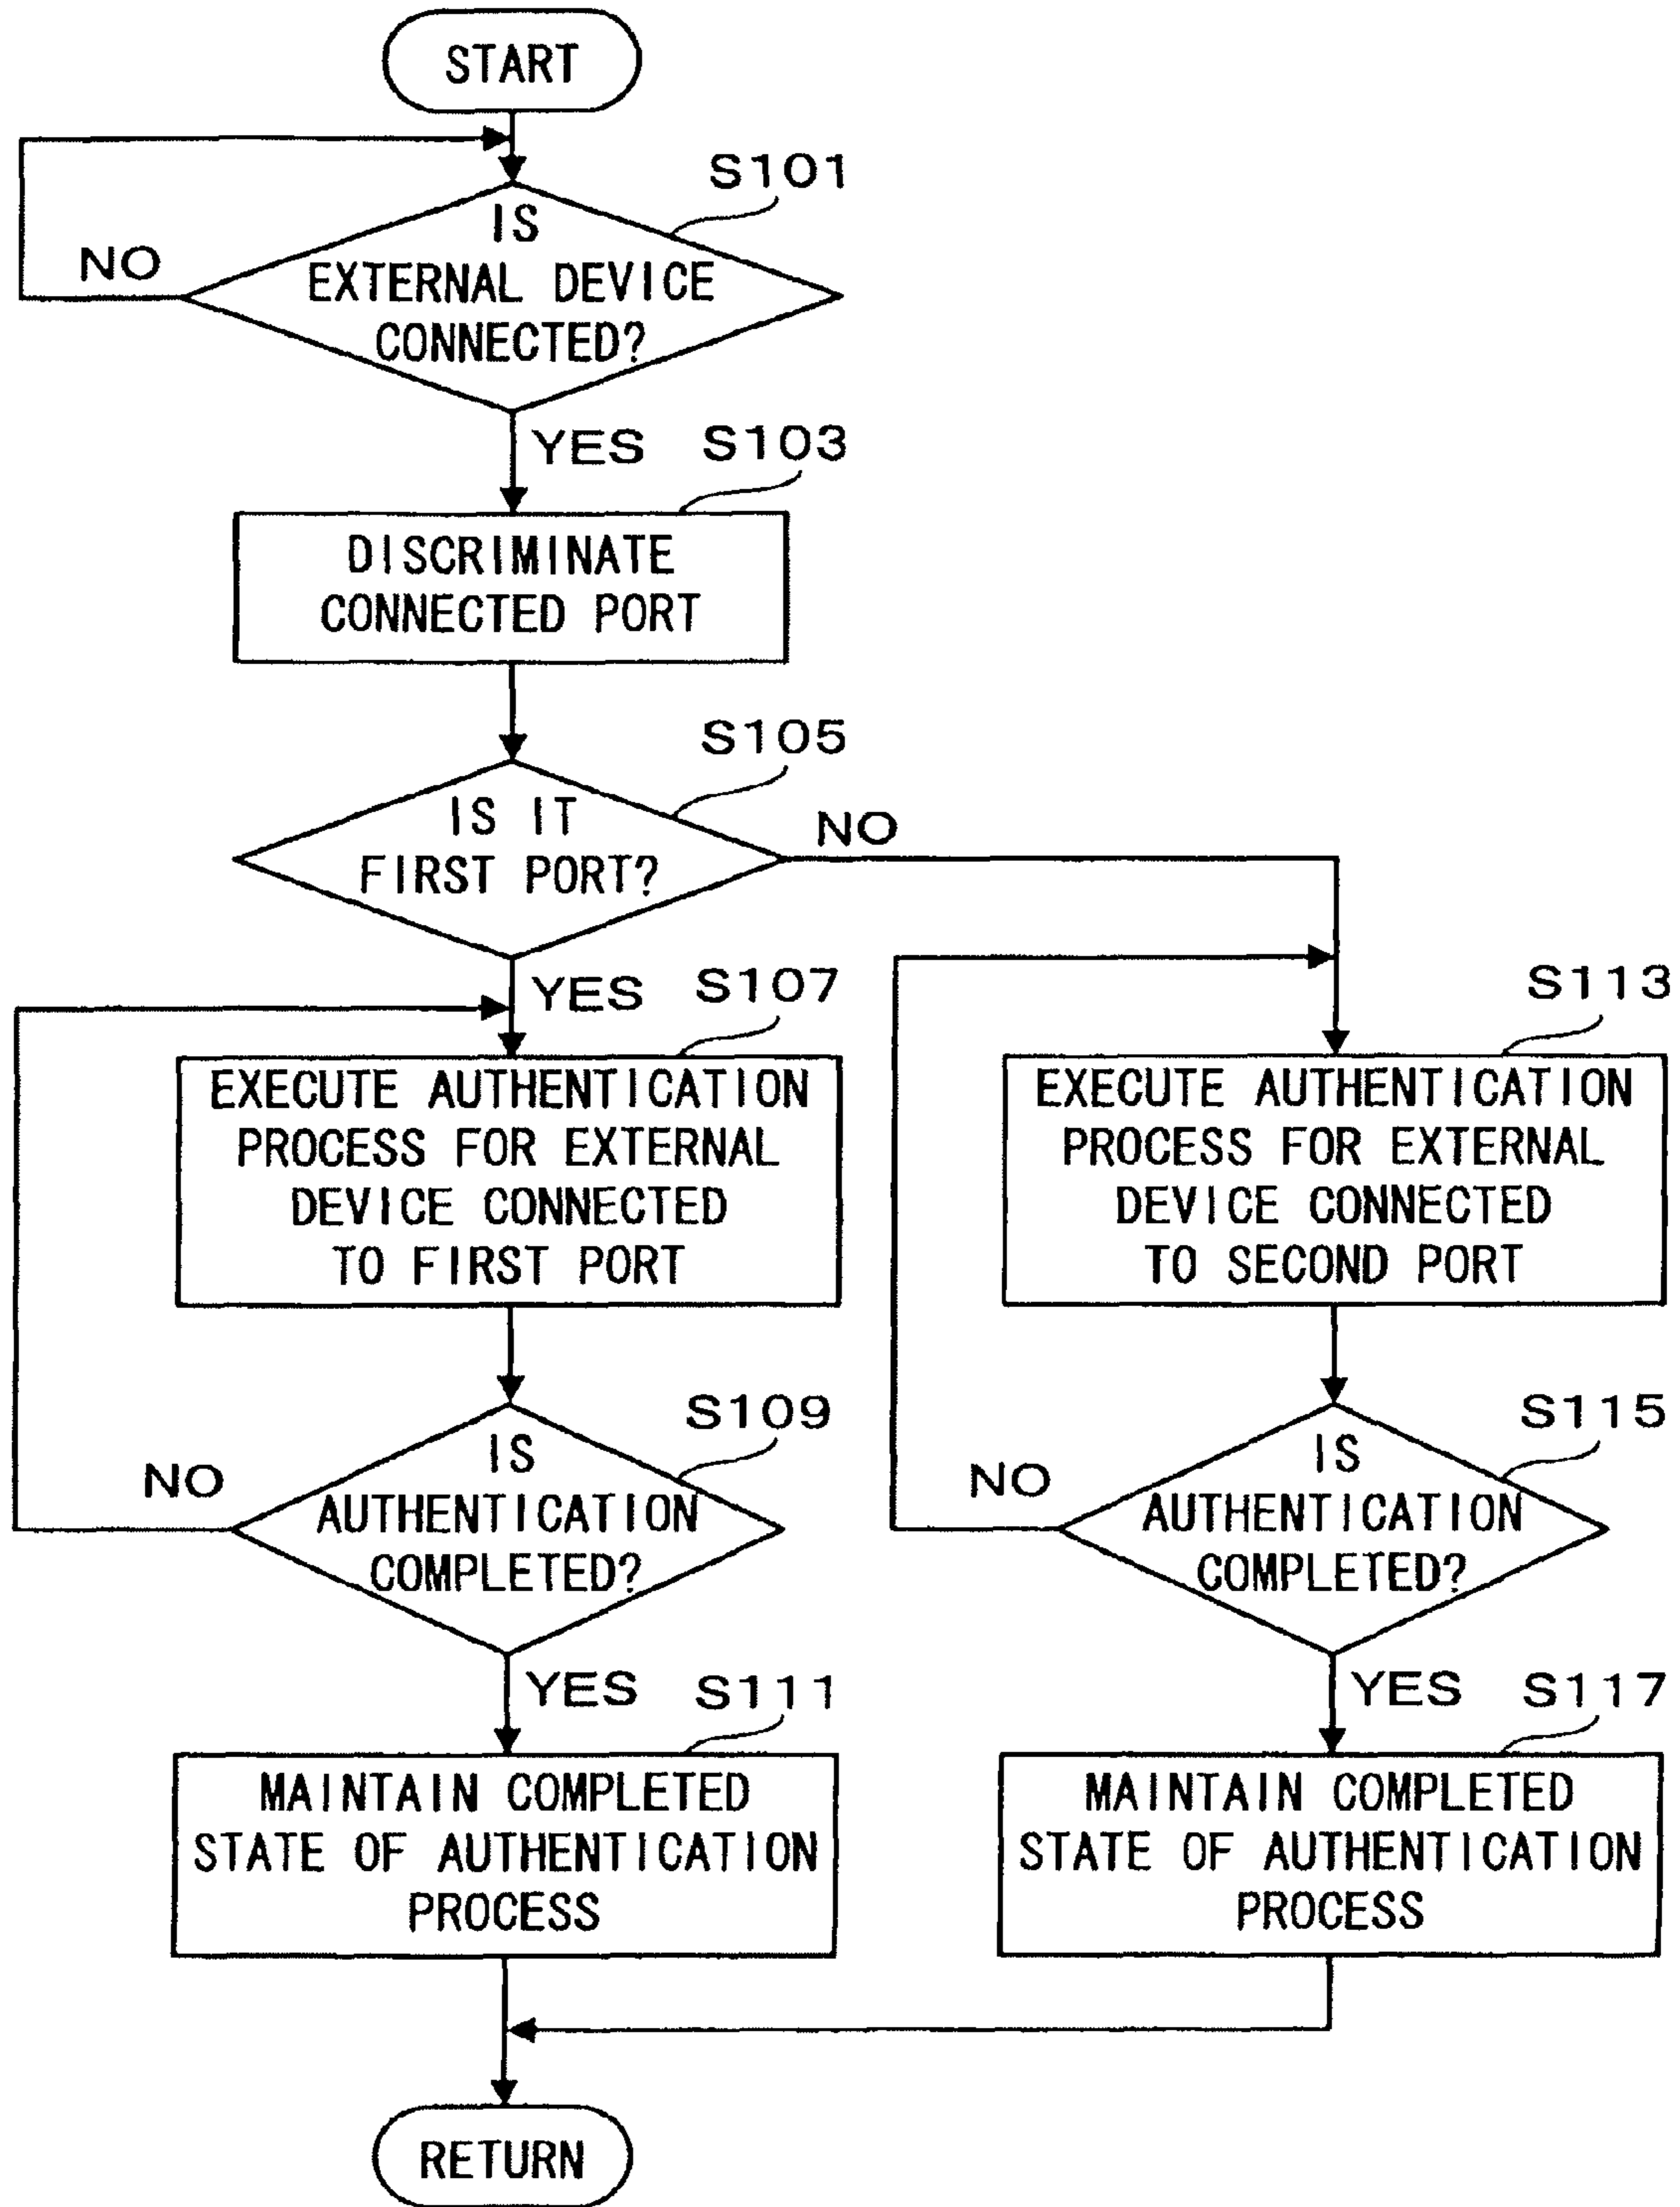 START
S101
IS
EXTERNAL DEVICE
CONNECTED?
NO
YES
S103
DISCRIMINATE
CONNECTED PORT
S105
IS IT
FIRST PORT?
NO
YES
S107
EXECUTE AUTHENTICATION
PROCESS FOR EXTERNAL
DEVICE CONNECTED
TO FIRST PORT
S109
IS
AUTHENTICATION
COMPLETED?
NO
YES
S111
MAINTAIN COMPLETED
STATE OF AUTHENTICATION
PROCESS
S113
EXECUTE AUTHENTICATION
PROCESS FOR EXTERNAL
DEVICE CONNECTED
TO SECOND PORT
S115
IS
AUTHENTICATION
COMPLETED?
NO
YES
S117
MAINTAIN COMPLETED
STATE OF AUTHENTICATION
PROCESS
RETURN